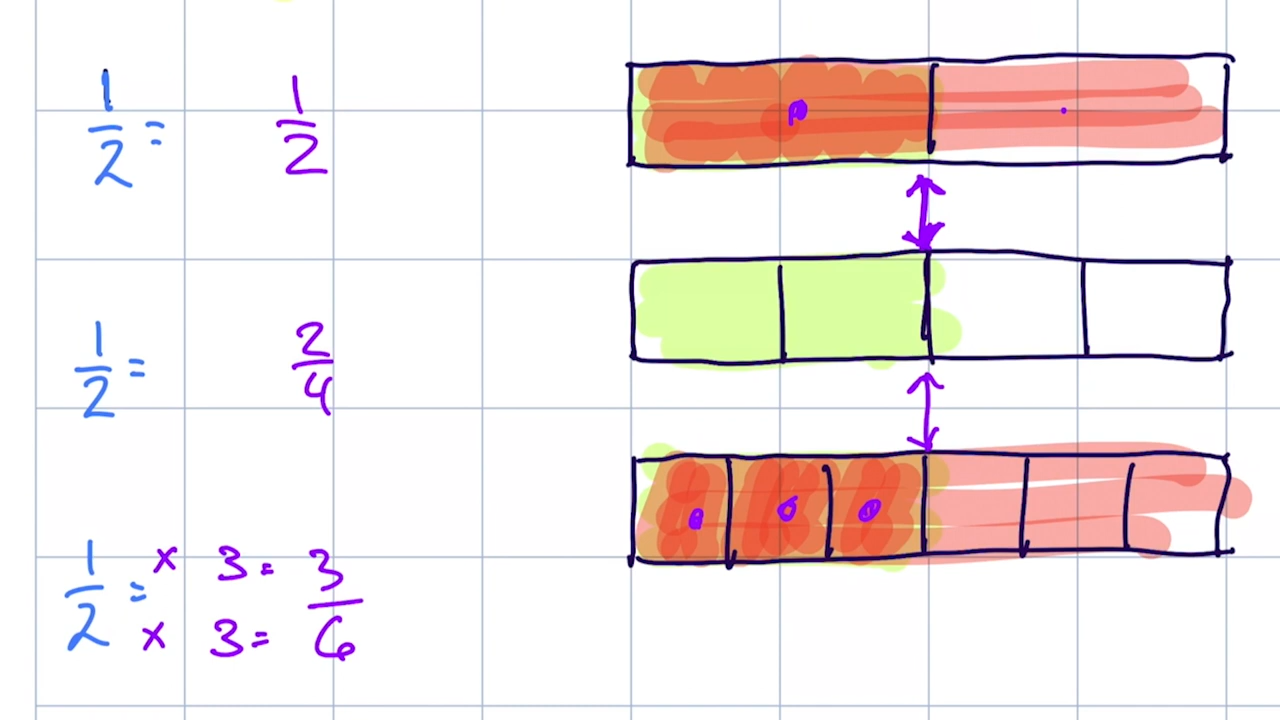 1/2 = 1/2
1/2 = 2/4
1/2 = × 3 = 3/6
× 3 =